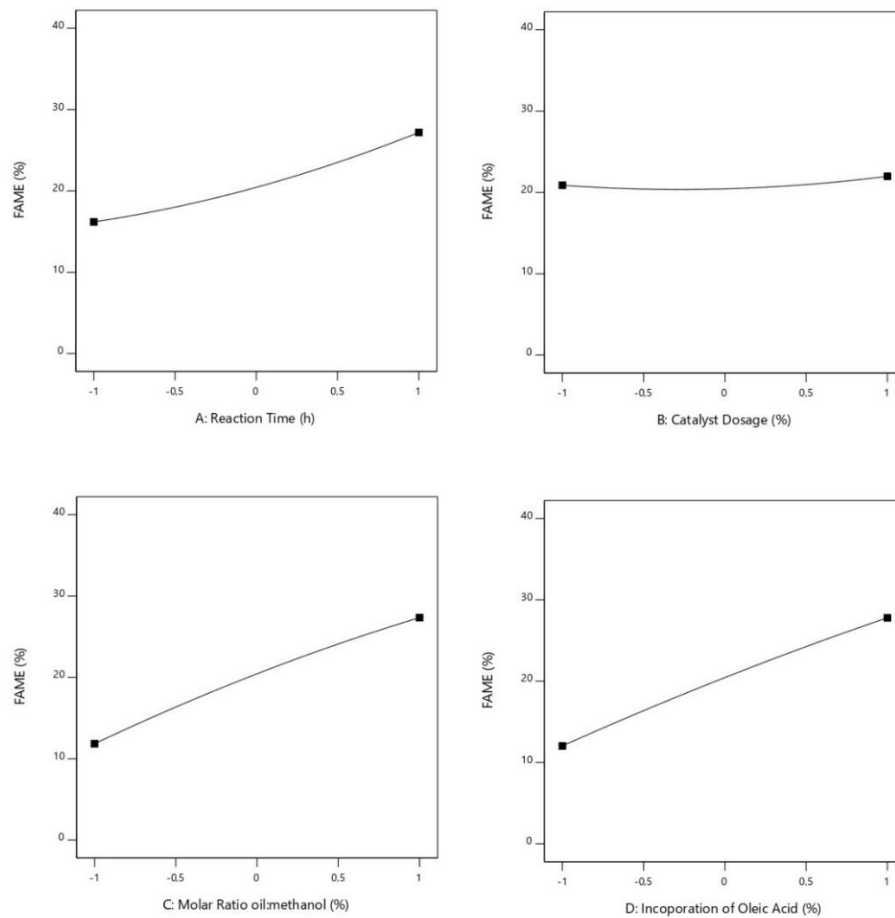 40
30
20
10
0
FAME (%)
-1 -0,5 0 0,5 1
A: Reaction Time (h)
40
30
20
10
0
FAME (%)
-1 -0,5 0 0,5 1
B: Catalyst Dosage (%)
40
30
20
10
0
FAME (%)
-1 -0,5 0 0,5 1
C: Molar Ratio oil:methanol (%)
40
30
20
10
0
FAME (%)
-1 -0,5 0 0,5 1
D: Incoporation of Oleic Acid (%)